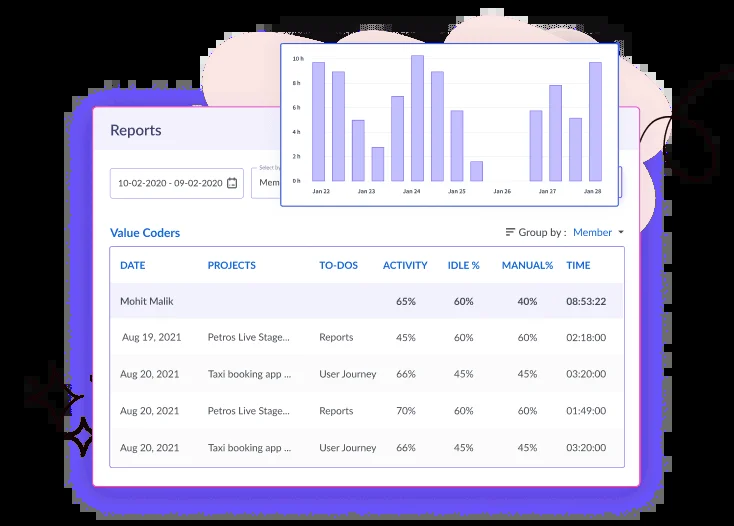 10 h
8 h
6 h
4 h
2 h
0 h
Jan 22 Jan 23 Jan 24 Jan 25 Jan 26 Jan 27 Jan 28
Reports
10-02-2020 - 09-02-2020
Select by
Mem
Value Coders
Group by : Member
DATE PROJECTS TO-DOS ACTIVITY IDLE % MANUAL% TIME
Mohit Malik 65% 60% 40% 08:53:22
Aug 19, 2021 Petros Live Stage... Reports 45% 60% 60% 02:18:00
Aug 20, 2021 Taxi booking app ... User Journey 66% 45% 45% 03:20:00
Aug 20, 2021 Petros Live Stage... Reports 70% 60% 60% 01:49:00
Aug 20, 2021 Taxi booking app ... User Journey 66% 45% 45% 03:20:00